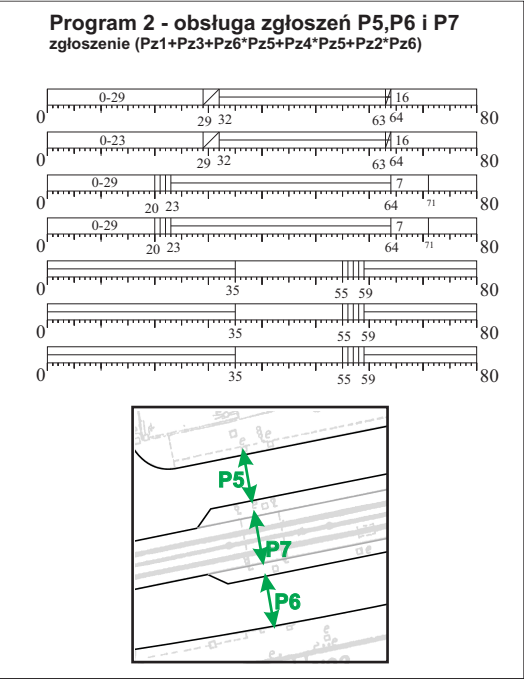 Program 2 - obsługa zgłoszeń P5,P6 i P7
zgłoszenie (Pz1+Pz3+Pz6*Pz5+Pz4*Pz5+Pz2*Pz6)
0-29 16
0 29 32 63 64 80
0-23 16
0 29 32 63 64 80
0-29 7
0 20 23 64 71 80
0-29 7
0 20 23 64 71 80
0 35 55 59 80
0 35 55 59 80
0 35 55 59 80
P5
P7
P6